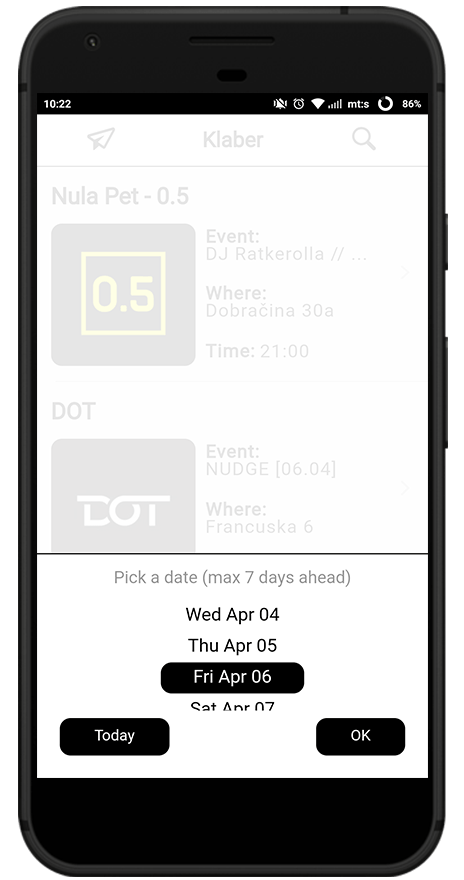 10:22 mt:s 86%
Klaber
Nula Pet - 0.5
0.5
Event:
DJ Ratkerolla // ...
Where:
Dobračina 30a
Time: 21:00
DOT
DOT
Event:
NUDGE [06.04]
Where:
Francuska 6
Pick a date (max 7 days ahead)
Wed Apr 04
Thu Apr 05
Fri Apr 06
Sat Apr 07
Today OK